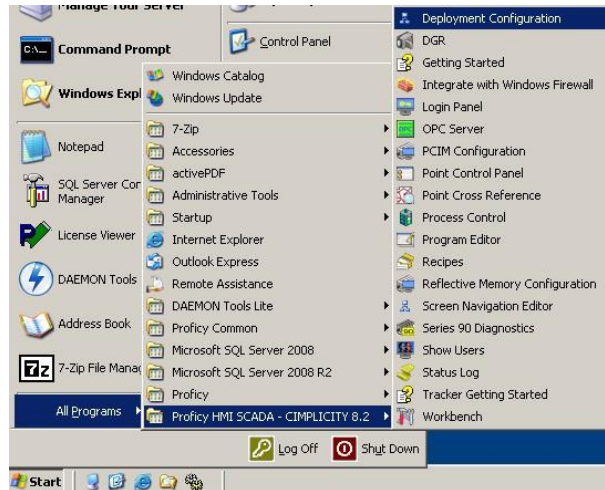 Manage Your Server
Command Prompt
Windows Expl
Notepad
SQL Server Con
Manager
License Viewer
DAEMON Tools
Address Book
7-Zip File Manag
All Programs
Control Panel
Windows Catalog
Windows Update
7-Zip
Accessories
activePDF
Administrative Tools
Startup
Internet Explorer
Outlook Express
Remote Assistance
DAEMON Tools Lite
Proficy Common
Microsoft SQL Server 2008
Microsoft SQL Server 2008 R2
Proficy
Proficy HMI SCADA - CIMPLICITY 8.2
Deployment Configuration
DGR
Getting Started
Integrate with Windows Firewall
Login Panel
OPC Server
PCIM Configuration
Point Control Panel
Point Cross Reference
Process Control
Program Editor
Recipes
Reflective Memory Configuration
Screen Navigation Editor
Series 90 Diagnostics
Show Users
Status Log
Tracker Getting Started
Workbench
Log Off
Shut Down
Start